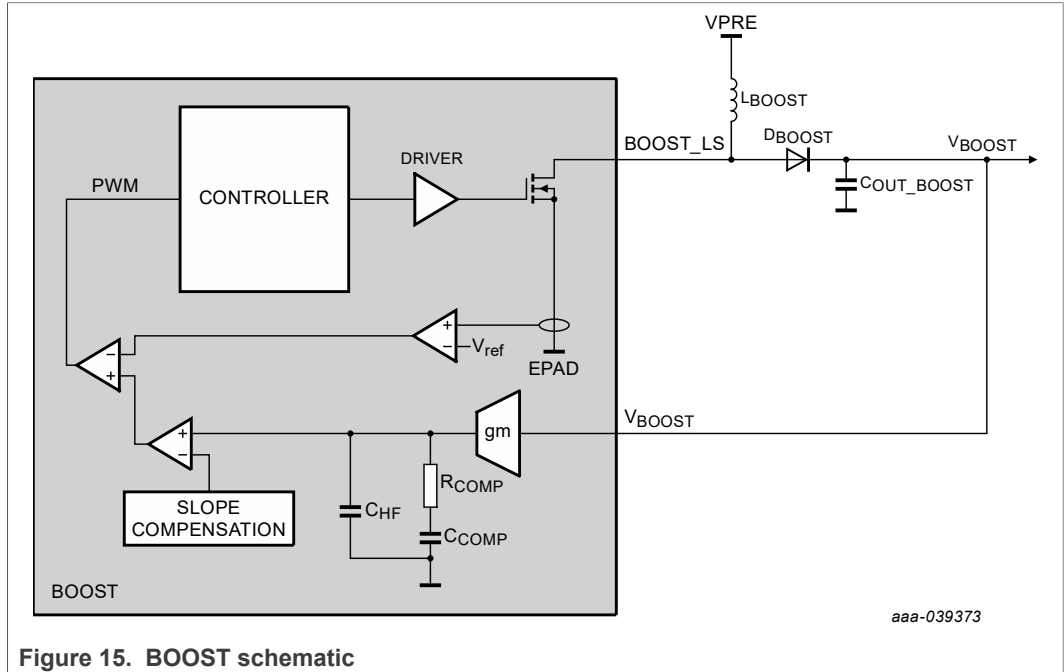 VPRE
LBOOST
DBOOST
BOOST_LS
VBOOST
DRIVER
PWM
CONTROLLER
COUT_BOOST
+
−
Vref
EPAD
−
+
VBOOST
gm
+
−
RCOMP
SLOPE
COMPENSATION
CHF
CCOMP
BOOST
aaa-039373
Figure 15. BOOST schematic